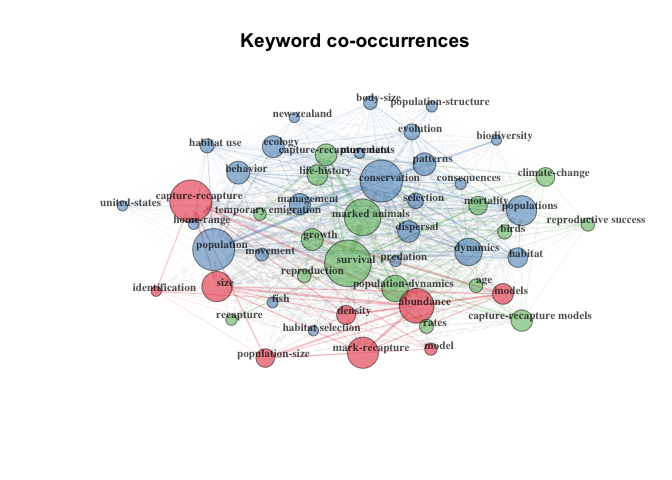 Keyword co-occurrences
body-size
population-structure
new-zealand
evolution
biodiversity
habitat use
ecology
capture-recapture data
movements
patterns
behavior
life-history
conservation
consequences
climate-change
capture-recapture
united-states
management
selection
mortality
populations
temporary emigration
marked animals
home-range
dispersal
birds
reproductive success
growth
population
movement
survival
predation
dynamics
habitat
reproduction
identification
size
population-dynamics
age
models
fish
abundance
recapture
density
capture-recapture models
habitat selection
rates
population-size
mark-recapture
model